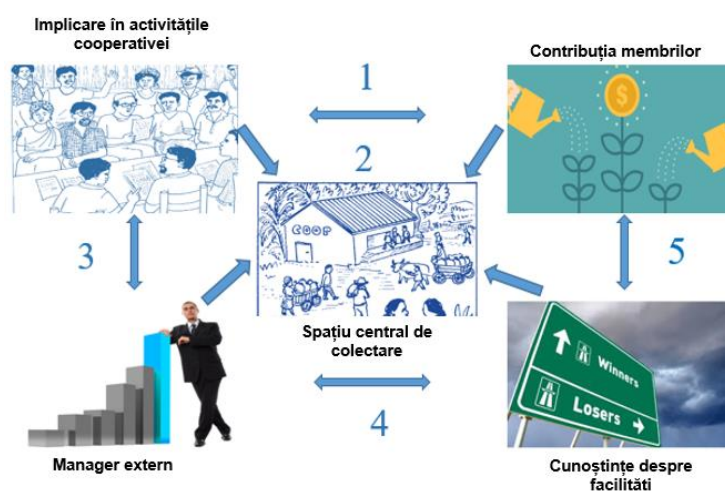 Implicare în activitățile
cooperativei
Contribuția membrilor
1
$
2
COOP
3
5
Spațiu central de
colectare
Winners
Losers
4
Manager extern
Cunoștințe despre
facilități